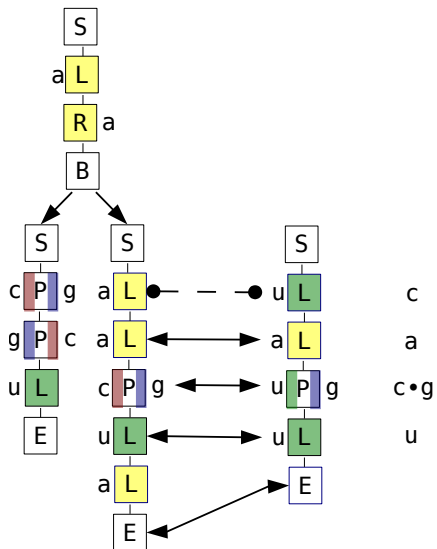 S
a L
R a
B
S S S
c P g a L u L c
g P c a L a L a
u L c P g u P g c•g
E u L u L u
a L E
E